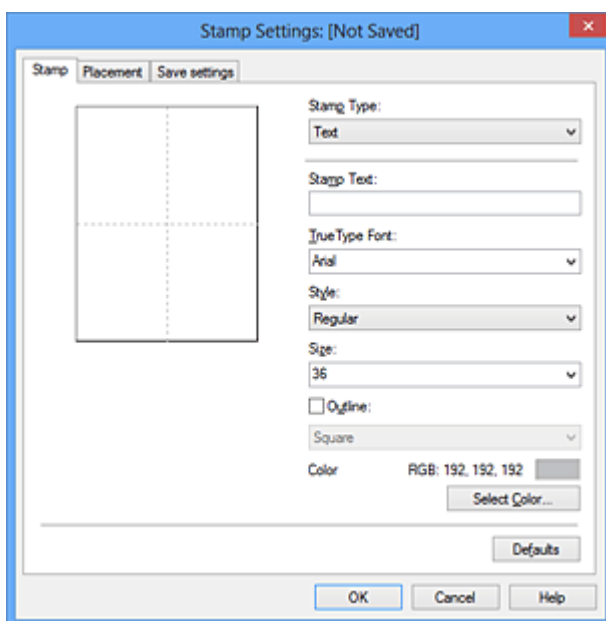 Stamp Settings: [Not Saved]
Stamp Placement Save settings
Stamp Type:
Text
Stamp Text:
TrueType Font:
Arial
Style:
Regular
Size:
36
Outline:
Square
Color RGB: 192, 192, 192
Select Color...
Defaults
OK Cancel Help